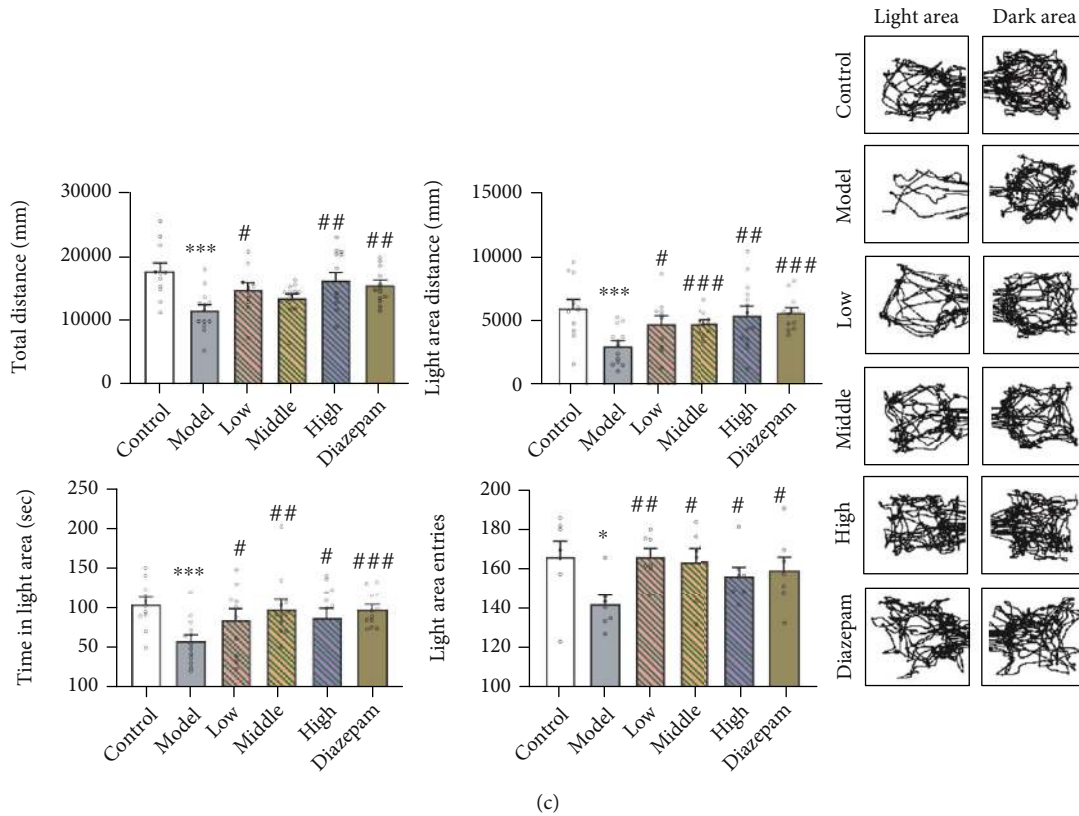 Light area Dark area
Control
Model
Low
Middle
High
Diazepam
Total distance (mm)
30000
20000
10000
0
***
#
##
##
Control
Model
Low
Middle
High
Diazepam
Light area distance (mm)
15000
10000
5000
0
***
#
###
##
###
Control
Model
Low
Middle
High
Diazepam
Time in light area (sec)
250
200
150
100
50
100
***
#
##
#
###
Control
Model
Low
Middle
High
Diazepam
Light area entries
200
180
160
140
120
100
*
##
#
#
#
Control
Model
Low
Middle
High
Diazepam
(c)